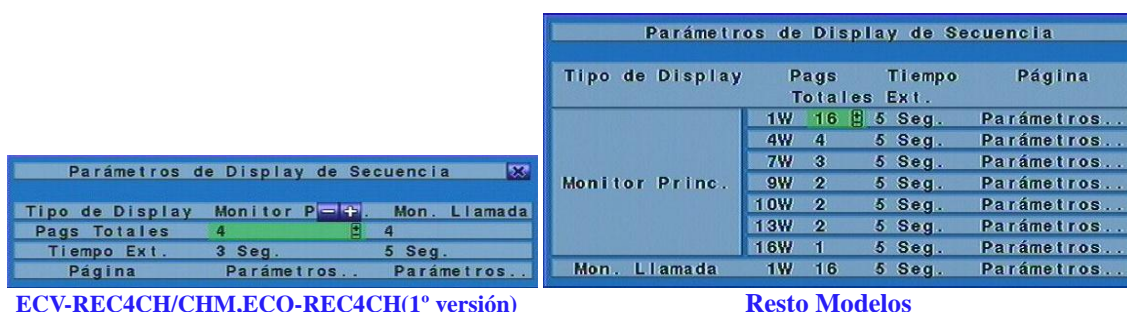 Parámetros de Display de Secuencia
Tipo de Display Monitor P . Mon. Llamada
Pags Totales 4 4
Tiempo Ext. 3 Seg. 5 Seg.
Página Parámetros.. Parámetros..
ECV-REC4CH/CHM,ECO-REC4CH(1º versión)
Parámetros de Display de Secuencia
Tipo de Display Pags Tiempo Página
Totales Ext.
1W 16 5 Seg. Parámetros..
4W 4 5 Seg. Parámetros..
7W 3 5 Seg. Parámetros..
Monitor Princ. 9W 2 5 Seg. Parámetros..
10W 2 5 Seg. Parámetros..
13W 2 5 Seg. Parámetros..
16W 1 5 Seg. Parámetros..
Mon. Llamada 1W 16 5 Seg. Parámetros..
Resto Modelos